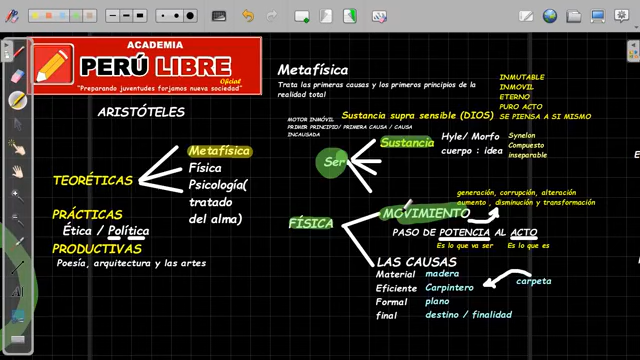 ACADEMIA
PERÚ LIBRE
Oficial
"Preparando juventudes forjamos nueva sociedad"
ARISTÓTELES
TEORÉTICAS
Metafísica
Física
Psicología(
tratado
del alma)
PRÁCTICAS
Ética / Política
PRODUCTIVAS
Poesía, arquitectura y las artes
Metafísica
Trata las primeras causas y los primeros principios de la
realidad total
INMUTABLE
INMOVIL
ETERNO
PURO ACTO
SE PIENSA A SI MISMO
MOTOR INMÓVIL
PRIMER PRINCIPIO/ PRIMERA CAUSA / CAUSA
INCAUSADA
Sustancia supra sensible (DIOS)
Ser
Sustancia
Hyle/ Morfo
cuerpo : idea
Synelon
Compuesto
inseparable
FÍSICA
MOVIMIENTO
generación, corrupción, alteración
aumento , disminución y transformación
PASO DE POTENCIA AL ACTO
Es lo que va ser Es lo que es
LAS CAUSAS
Material madera
Eficiente Carpintero
Formal plano
final destino / finalidad
carpeta
E